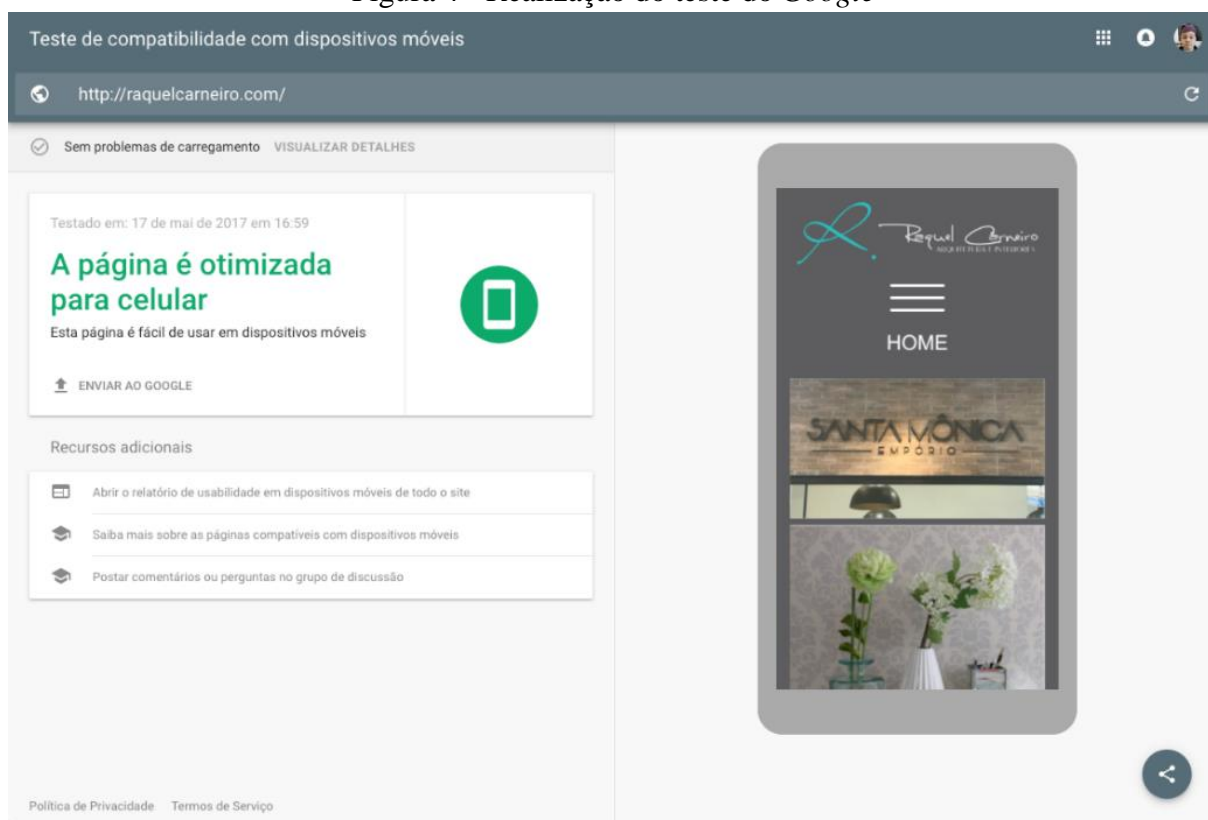 Teste de compatibilidade com dispositivos móveis
http://raquelcarneiro.com/
Sem problemas de carregamento VISUALIZAR DETALHES
Testado em: 17 de mai de 2017 em 16:59
A página é otimizada
para celular
Esta página é fácil de usar em dispositivos móveis
ENVIAR AO GOOGLE
Recursos adicionais
Abrir o relatório de usabilidade em dispositivos móveis de todo o site
Saiba mais sobre as páginas compatíveis com dispositivos móveis
Postar comentários ou perguntas no grupo de discussão
Política de Privacidade Termos de Serviço
Raquel Carneiro
ARQUITETURA E INTERIORES
HOME
SANTA MÔNICA
EMPÓRIO